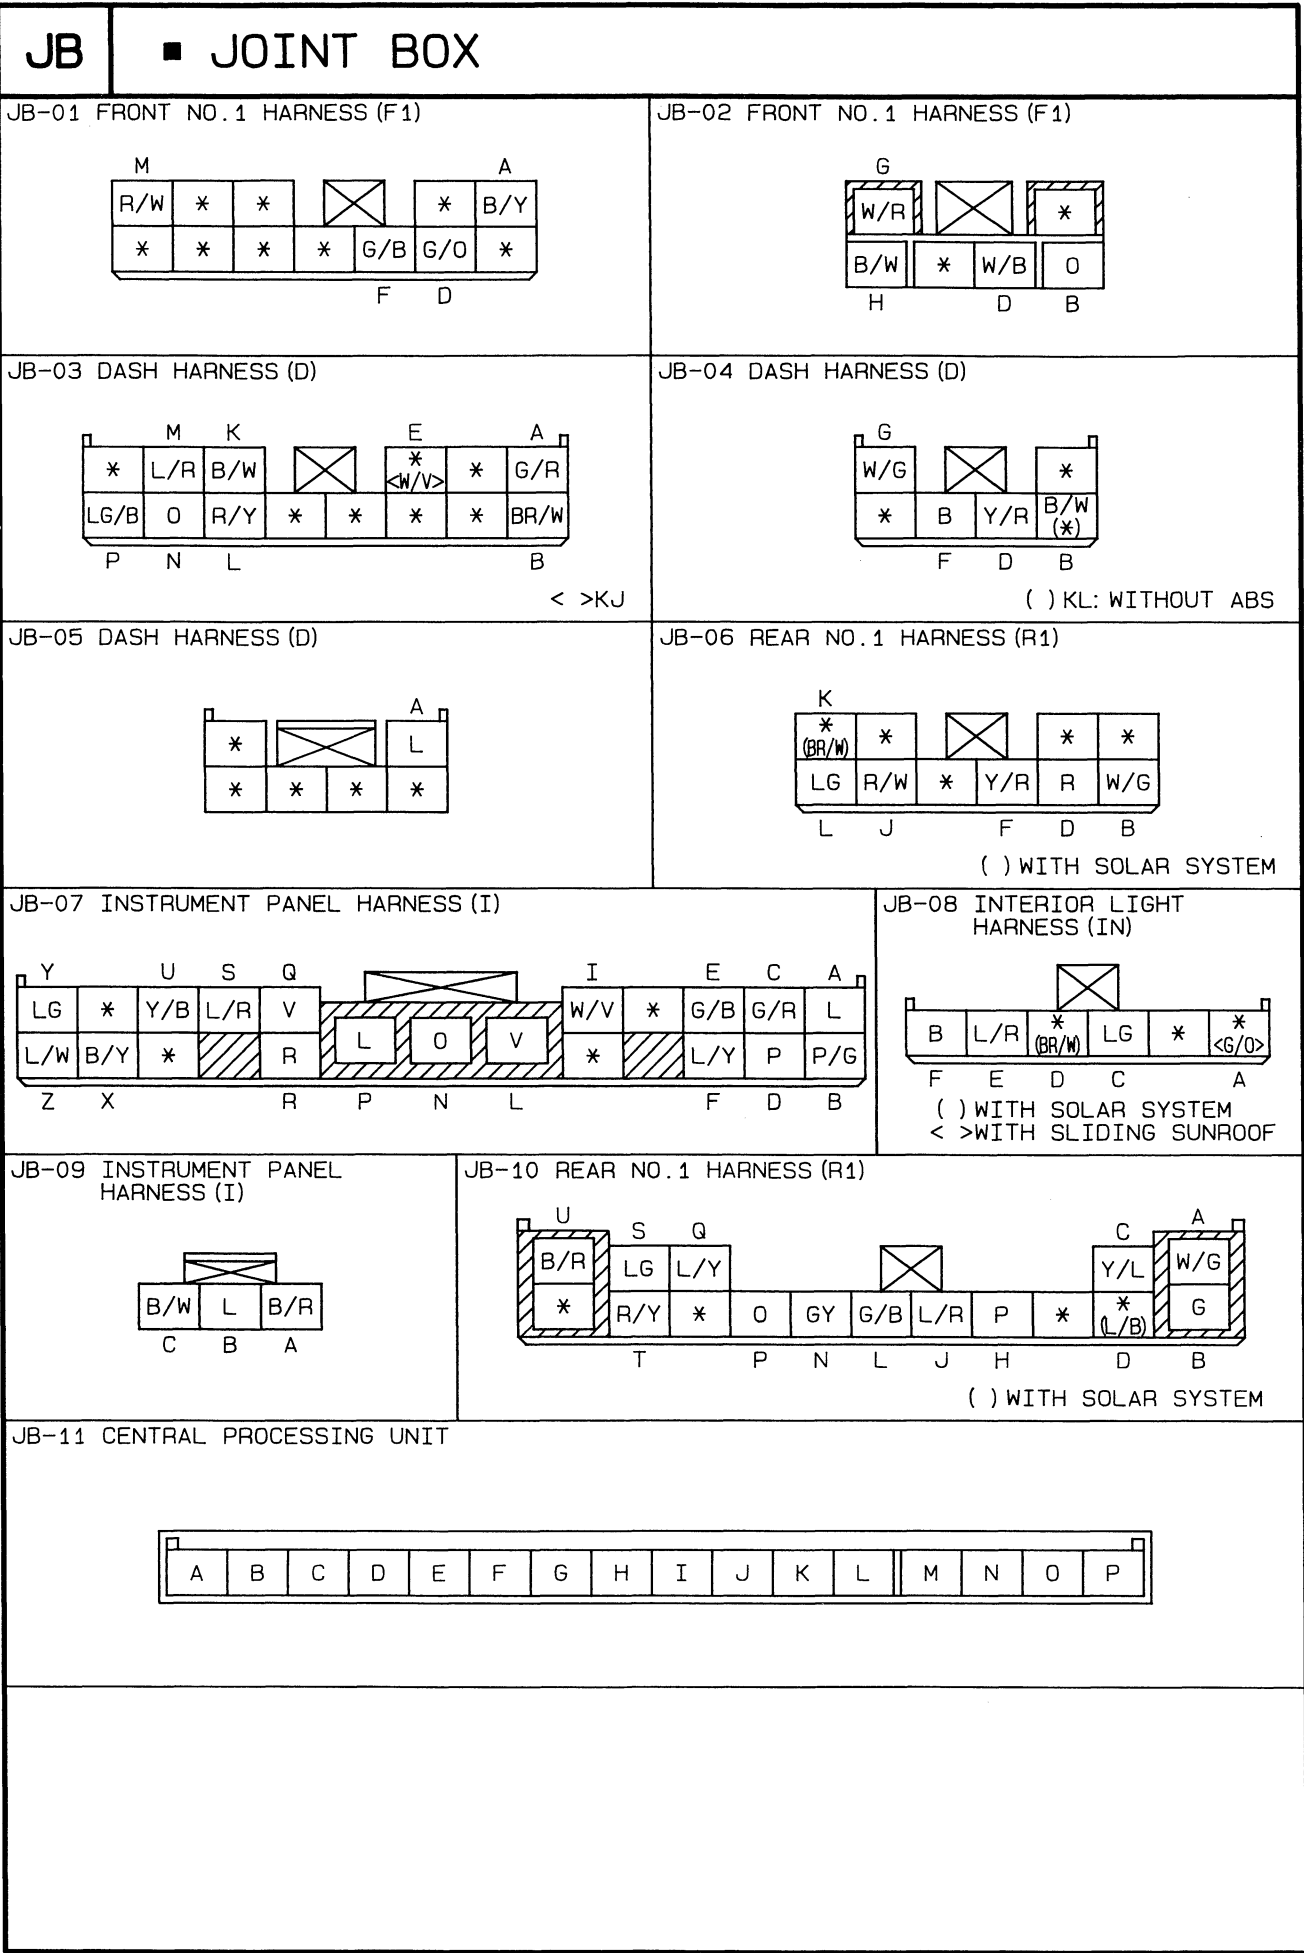 JB ■ JOINT BOX
JB-01 FRONT NO.1 HARNESS (F1)
M A
R/W * * * B/Y
* * * * G/B G/O *
F D
JB-02 FRONT NO.1 HARNESS (F1)
G
W/R *
B/W * W/B O
H D B
JB-03 DASH HARNESS (D)
M K E A
* L/R B/W * <W/V> * G/R
LG/B O R/Y * * * * BR/W
P N L B
< >KJ
JB-04 DASH HARNESS (D)
G
W/G *
* B Y/R B/W (*)
F D B
( ) KL: WITHOUT ABS
JB-05 DASH HARNESS (D)
A
* L
* * * *
JB-06 REAR NO.1 HARNESS (R1)
K
* (BR/W) * * *
LG R/W * Y/R R W/G
L J F D B
( ) WITH SOLAR SYSTEM
JB-07 INSTRUMENT PANEL HARNESS (I)
Y U S Q I E C A
LG * Y/B L/R V W/V * G/B G/R L
L O V
L/W B/Y * R * L/Y P P/G
Z X R P N L F D B
JB-08 INTERIOR LIGHT
HARNESS (IN)
B L/R * (BR/W) LG * * <G/O>
F E D C A
( ) WITH SOLAR SYSTEM
< >WITH SLIDING SUNROOF
JB-09 INSTRUMENT PANEL
HARNESS (I)
B/W L B/R
C B A
JB-10 REAR NO.1 HARNESS (R1)
U S Q C A
B/R LG L/Y Y/L W/G
* R/Y * O GY G/B L/R P * * (L/B) G
T P N L J H D B
( ) WITH SOLAR SYSTEM
JB-11 CENTRAL PROCESSING UNIT
A B C D E F G H I J K L M N O P